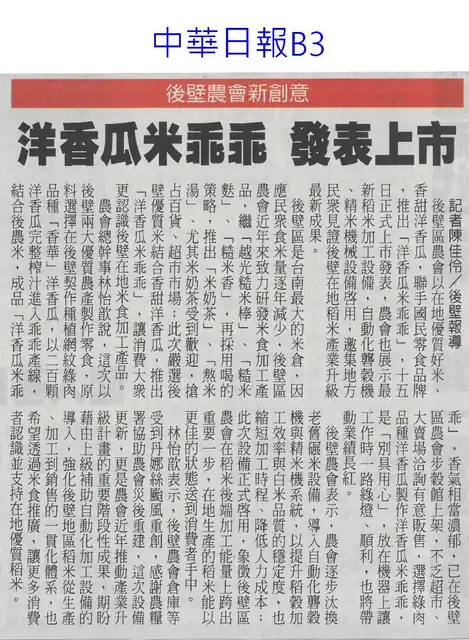 中華日報B3
後壁農會新創意
洋香瓜米乖乖 發表上市
記者陳佳伶/後壁報導
後壁區農會以在地優質好米、
香甜洋香瓜,聯手國民零食品牌
,推出「洋香瓜米乖乖」,十五
日正式上市發表,農會也展示最
新稻米加工設備,自動化礱穀機
、精米機械設備啟用,邀集地方
民眾見證後壁在地稻米產業升級
最新成果。
後壁區是台南最大的米倉,因
應民眾食米量逐年減少,後壁區
農會近年來致力研發米食加工產
品,繼「越光糙米棒」、「糙米
麩」、「糙米香」,再採用喝的
策略,推出「米奶茶」、「熬米
湯」,尤其米奶茶受到歡迎,搶
占百貨、超市市場;此次嚴選後
壁優質米結合香甜洋香瓜,推出
「洋香瓜米乖乖」,讓消費大眾
更認識後壁在地米食加工產品。
農會總幹事林怡歆說,這次以
後壁兩大優質農產製作零食,原
料選擇在後壁契作種植網紋綠肉
品種「香華」洋香瓜,以二百顆
洋香瓜完整榨汁進入乖乖產線,
結合後農米,成品「洋香瓜米乖
乖」,香氣相當濃郁,已在後壁
區農會步穀館上架,不乏超市、
大賣場洽詢有意販售,選擇綠肉
品種洋香瓜製作洋香瓜米乖乖,
是「別具用心」,放在機器上讓
工作時一路綠燈、順利,也將帶
動業績長紅。
後壁農會表示,農會逐步汰換
老舊碾米設備,導入自動化礱穀
機與精米機系統,以提升稻穀加
工效率與白米品質的穩定度,也
縮短加工時程、降低人力成本;
此次設備正式啟用,象徵後壁區
農會在稻米後端加工能量上跨出
重要一步,在地生產的稻米能以
更佳的狀態送到消費者手中。
林怡歆表示,後壁農會倉庫等
受到丹娜絲颱風重創,感謝農糧
署協助農會災後重建,這次設備
更新,更是農會近年推動產業升
級計畫的重要階段性成果,期盼
藉由上級補助自動化加工設備的
導入,強化後壁地區稻米從生產
、加工到銷售的一貫化體系,也
希望透過米食推廣,讓更多消費
者認識並支持在地優質稻米。